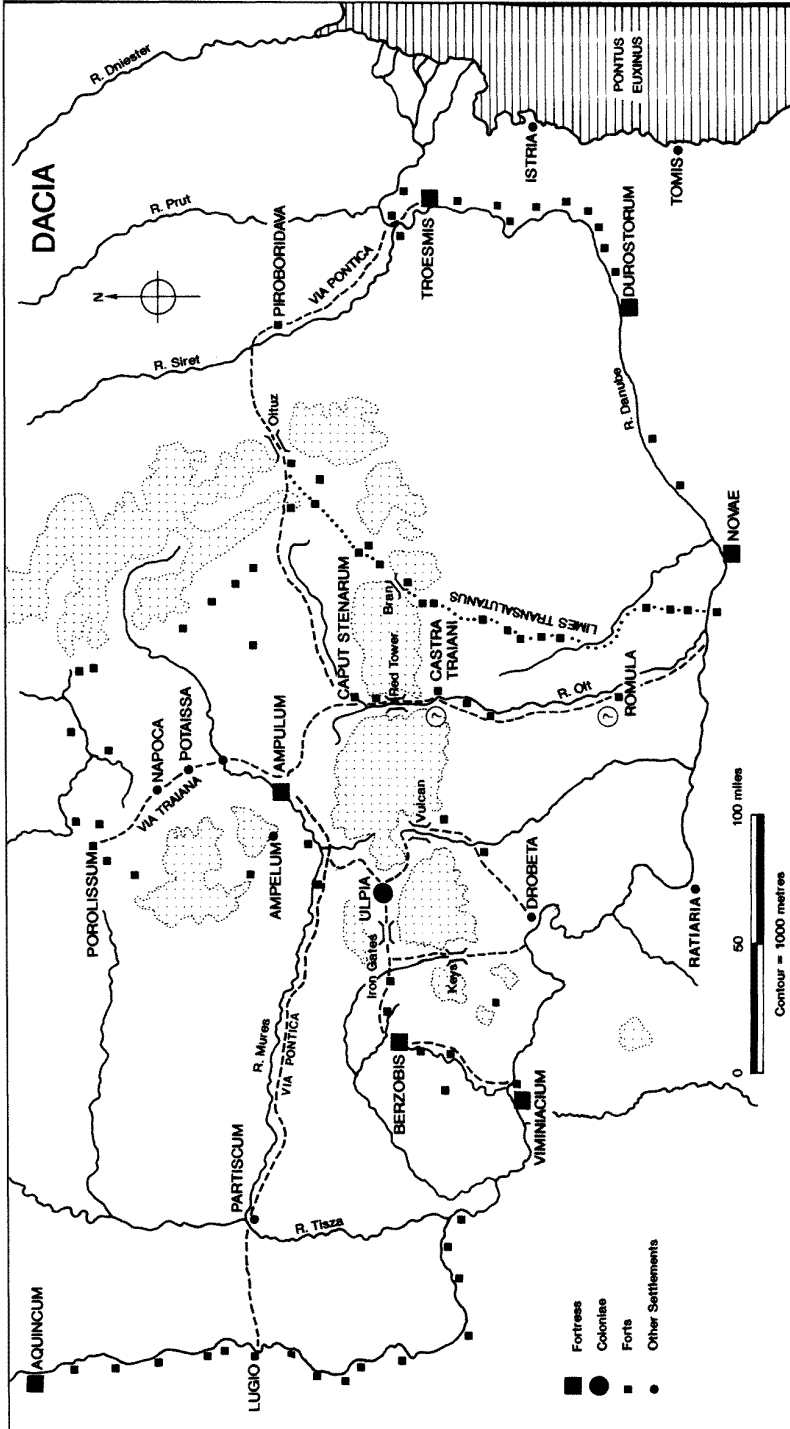 DACIA
R. Dniester
R. Prut
N
AQUINCUM
POROLISSUM
NAPOCA
POTAISSA
VIA TRAIANA
R. Siret
PARTISCUM
LUGIO
R. Mures
VIA PONTICA
AMPELUM
AMPULUM
PIROBORIDAVA
VIA PONTICA
Oltuz
R. Tisza
ULPIA
Iron Gates
CAPUT STENARUM
Red Tower
Bran
BERZOBIS
Keys
Vulcan
CASTRA
TRAIANI
?
LIMES TRANSALUTANUS
TROESMIS
VIMINIACIUM
DROBETA
R. Olt
?
ROMULA
ISTRIA
PONTUS
EUXINUS
R. Danube
DUROSTORUM
TOMIS
RATIARIA
NOVAE
Fortress
Coloniae
Forts
Other Settlements
0
50
100 miles
Contour = 1000 metres